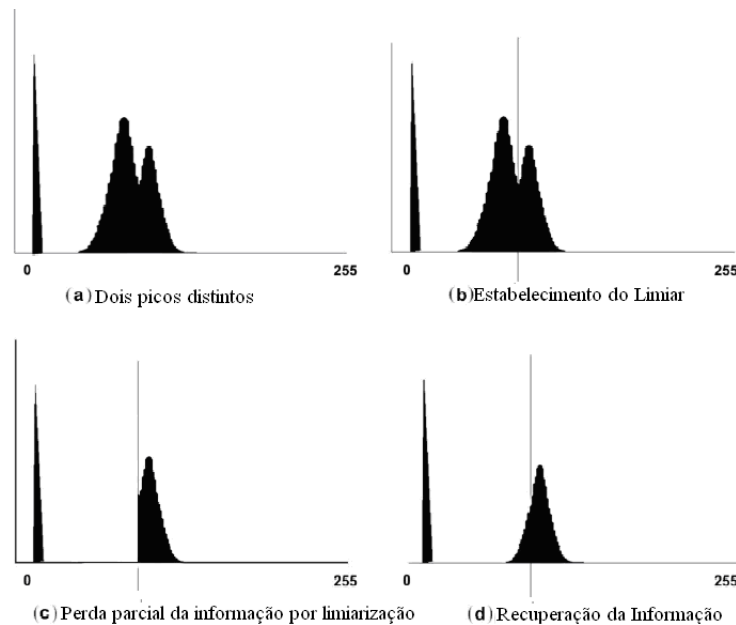 0 255
(a) Dois picos distintos
0 255
(b)Estabelecimento do Limiar
0 255
(c) Perda parcial da informação por limiarização
0 255
(d) Recuperação da Informação